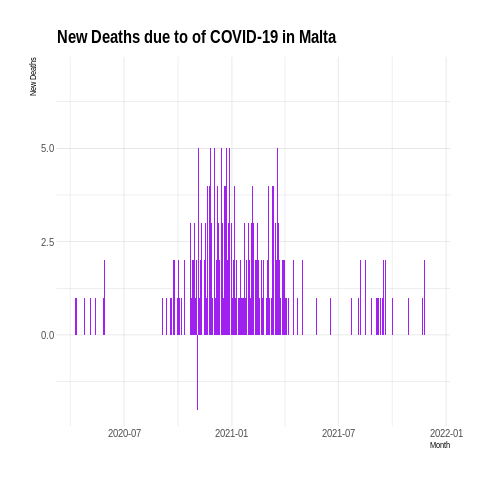 New Deaths due to of COVID-19 in Malta
New Deaths
5.0
2.5
0.0
2020-07
2021-01
2021-07
2022-01
Month